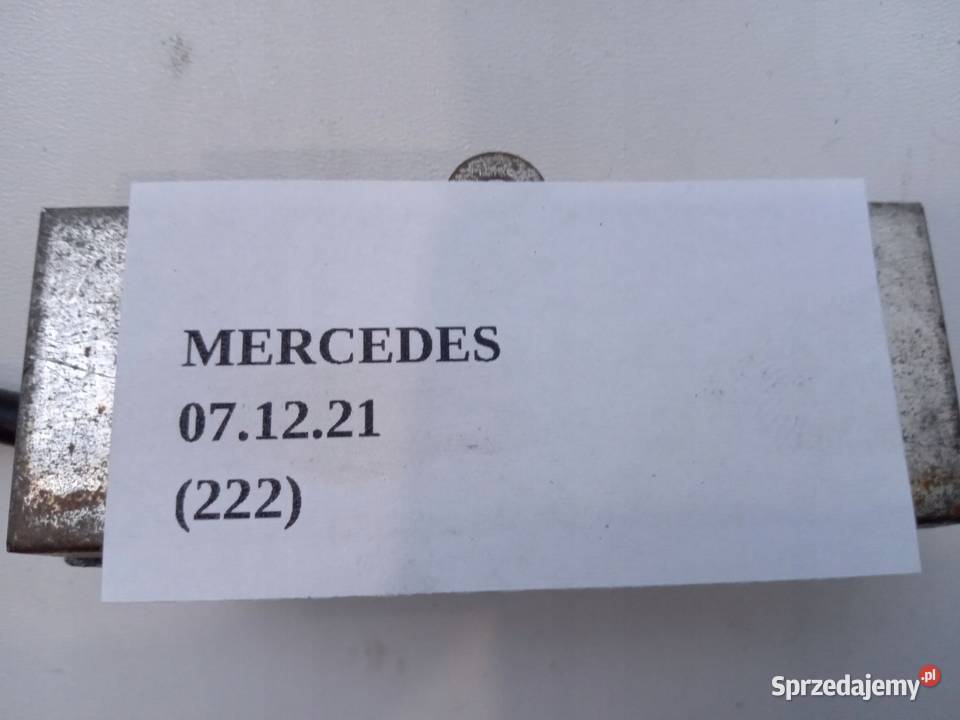 MERCEDES
07.12.21
(222)
Sprzedajemy.pl